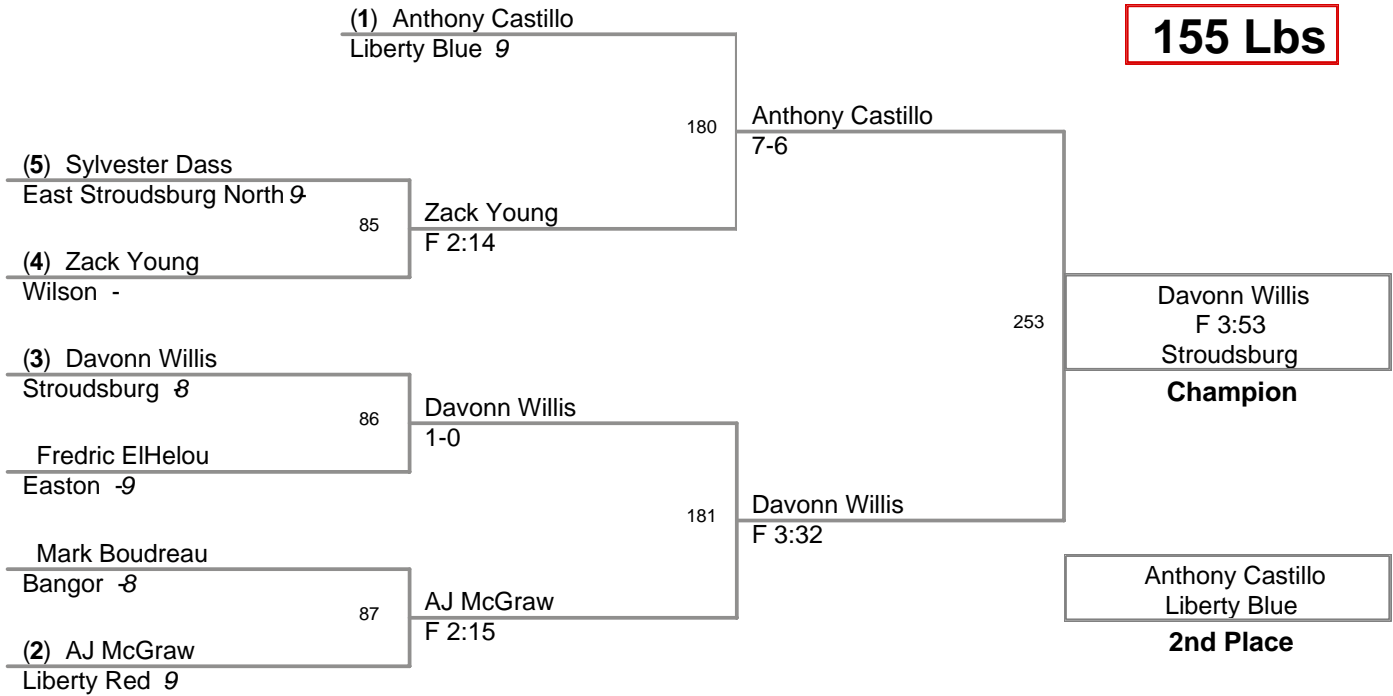 (1) Anthony Castillo
Liberty Blue 9
155 Lbs
180
Anthony Castillo
7-6
(5) Sylvester Dass
East Stroudsburg North 9-
85
Zack Young
F 2:14
(4) Zack Young
Wilson -
253
Davonn Willis
F 3:53
Stroudsburg
Champion
(3) Davonn Willis
Stroudsburg -8
86
Davonn Willis
1-0
Fredric ElHelou
Easton -9
181
Davonn Willis
F 3:32
Mark Boudreau
Bangor -8
87
AJ McGraw
F 2:15
(2) AJ McGraw
Liberty Red 9
Anthony Castillo
Liberty Blue
2nd Place